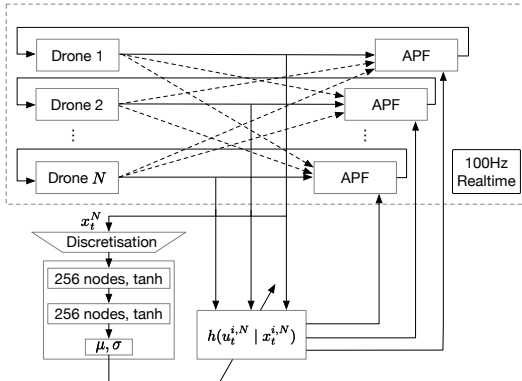 Drone 1
APF
Drone 2
APF
⋮
⋮
Drone N
APF
100Hz
Realtime
x_t^N
Discretisation
256 nodes, tanh
256 nodes, tanh
μ, σ
h(u_t^{i,N} | x_t^{i,N})